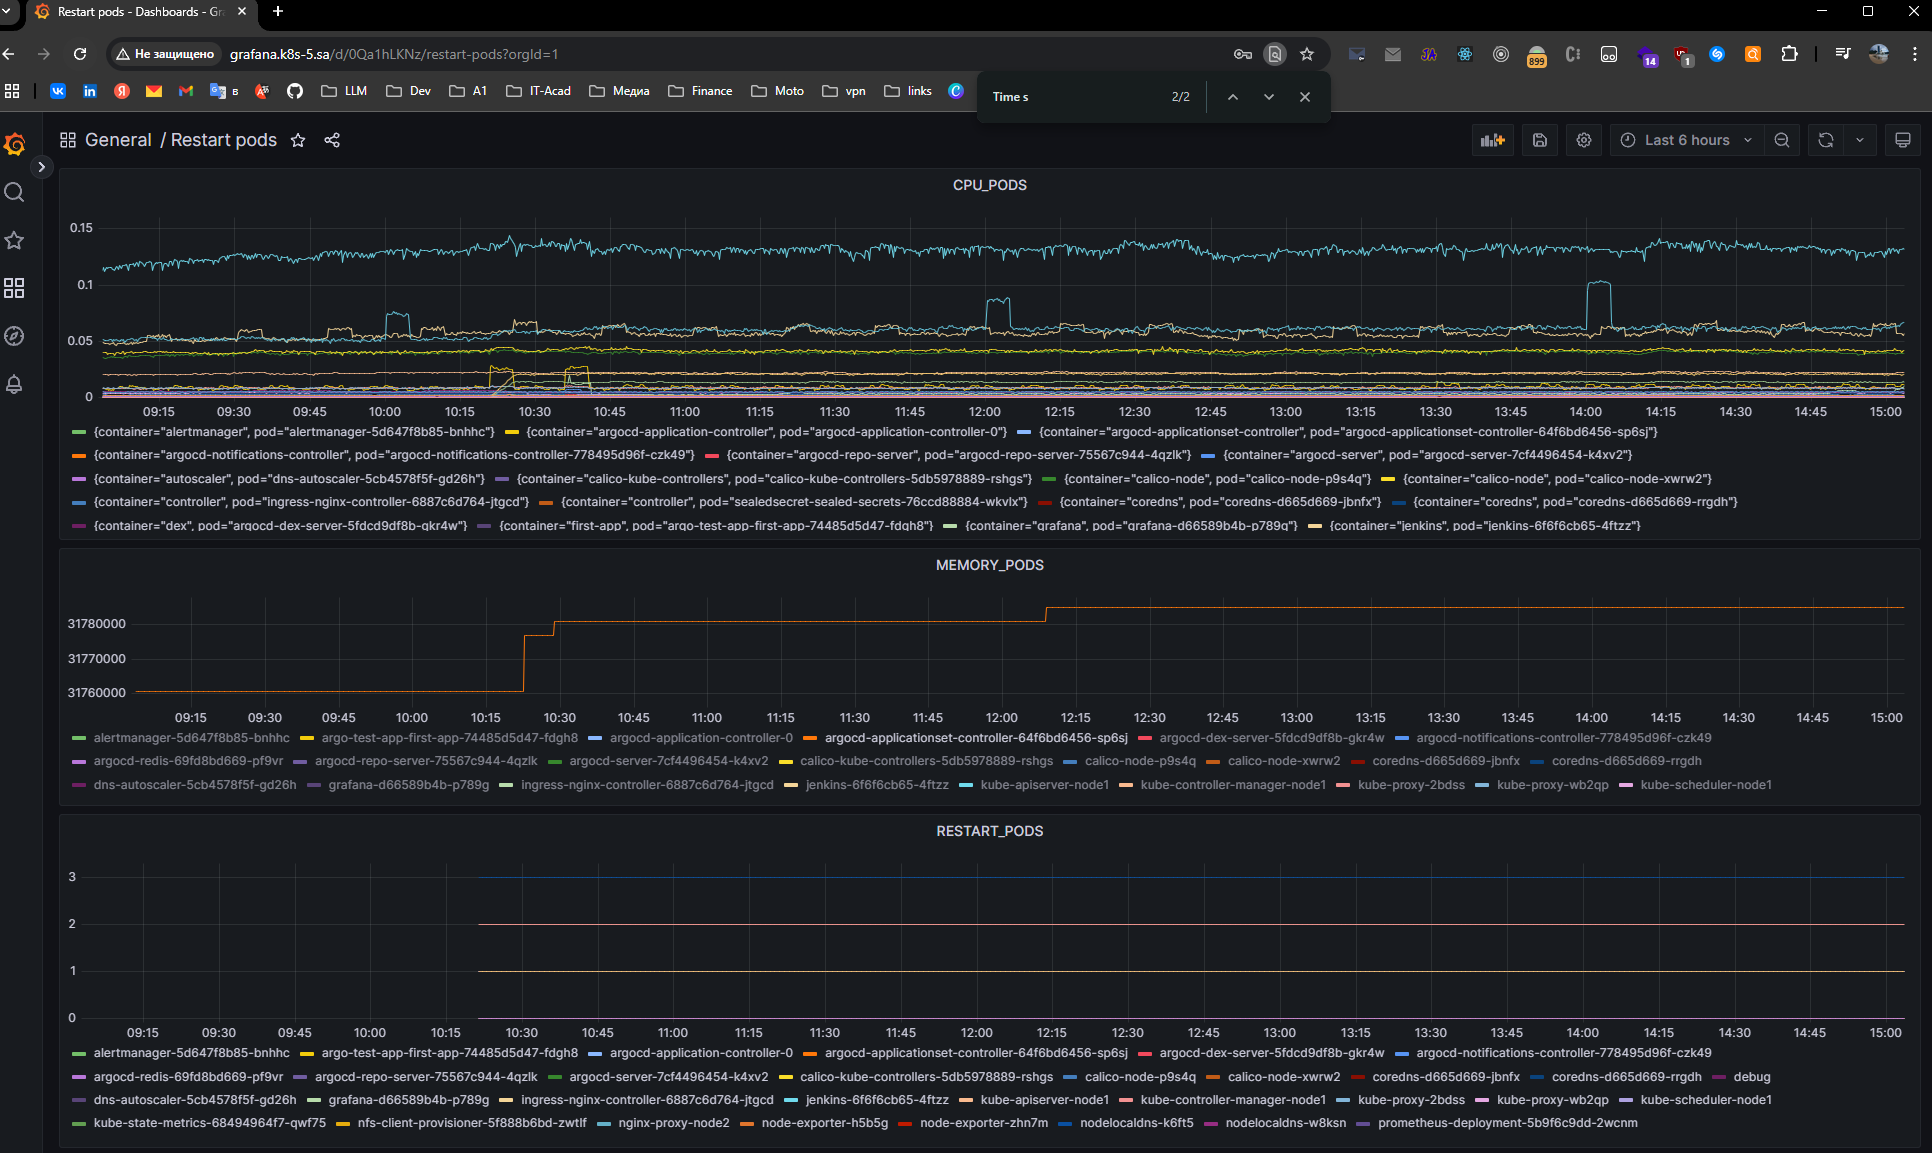 Restart pods - Dashboards - Gr
Не защищено grafana.k8s-5.sa/d/0Qa1hLKNz/restart-pods?orgId=1
899 14 1
LLM Dev A1 IT-Acad Медиа Finance Moto vpn links
Time s 2/2
General / Restart pods
Last 6 hours
CPU_PODS
0.15
0.1
0.05
0
09:15 09:30 09:45 10:00 10:15 10:30 10:45 11:00 11:15 11:30 11:45 12:00 12:15 12:30 12:45 13:00 13:15 13:30 13:45 14:00 14:15 14:30 14:45 15:00
{container="alertmanager", pod="alertmanager-5d647f8b85-bnhhc"} {container="argocd-application-controller", pod="argocd-application-controller-0"} {container="argocd-applicationset-controller", pod="argocd-applicationset-controller-64f6bd6456-sp6sj"}
{container="argocd-notifications-controller", pod="argocd-notifications-controller-778495d96f-czk49"} {container="argocd-repo-server", pod="argocd-repo-server-75567c944-4qzlk"} {container="argocd-server", pod="argocd-server-7cf4496454-k4xv2"}
{container="autoscaler", pod="dns-autoscaler-5cb4578f5f-gd26h"} {container="calico-kube-controllers", pod="calico-kube-controllers-5db5978889-rshgs"} {container="calico-node", pod="calico-node-p9s4q"} {container="calico-node", pod="calico-node-xwrw2"}
{container="controller", pod="ingress-nginx-controller-6887c6d764-jtgcd"} {container="controller", pod="sealedsecret-sealed-secrets-76ccd88884-wkvlx"} {container="coredns", pod="coredns-d665d669-jbnfx"} {container="coredns", pod="coredns-d665d669-rrgdh"}
{container="dex", pod="argocd-dex-server-5fdcd9df8b-gkr4w"} {container="first-app", pod="argo-test-app-first-app-74485d5d47-fdgh8"} {container="grafana", pod="grafana-d66589b4b-p789g"} {container="jenkins", pod="jenkins-6f6f6cb65-4ftzz"}
MEMORY_PODS
31780000
31770000
31760000
09:15 09:30 09:45 10:00 10:15 10:30 10:45 11:00 11:15 11:30 11:45 12:00 12:15 12:30 12:45 13:00 13:15 13:30 13:45 14:00 14:15 14:30 14:45 15:00
alertmanager-5d647f8b85-bnhhc argo-test-app-first-app-74485d5d47-fdgh8 argocd-application-controller-0 argocd-applicationset-controller-64f6bd6456-sp6sj argocd-dex-server-5fdcd9df8b-gkr4w argocd-notifications-controller-778495d96f-czk49
argocd-redis-69fd8bd669-pf9vr argocd-repo-server-75567c944-4qzlk argocd-server-7cf4496454-k4xv2 calico-kube-controllers-5db5978889-rshgs calico-node-p9s4q calico-node-xwrw2 coredns-d665d669-jbnfx coredns-d665d669-rrgdh
dns-autoscaler-5cb4578f5f-gd26h grafana-d66589b4b-p789g ingress-nginx-controller-6887c6d764-jtgcd jenkins-6f6f6cb65-4ftzz kube-apiserver-node1 kube-controller-manager-node1 kube-proxy-2bdss kube-proxy-wb2qp kube-scheduler-node1
RESTART_PODS
3
2
1
0
09:15 09:30 09:45 10:00 10:15 10:30 10:45 11:00 11:15 11:30 11:45 12:00 12:15 12:30 12:45 13:00 13:15 13:30 13:45 14:00 14:15 14:30 14:45 15:00
alertmanager-5d647f8b85-bnhhc argo-test-app-first-app-74485d5d47-fdgh8 argocd-application-controller-0 argocd-applicationset-controller-64f6bd6456-sp6sj argocd-dex-server-5fdcd9df8b-gkr4w argocd-notifications-controller-778495d96f-czk49
argocd-redis-69fd8bd669-pf9vr argocd-repo-server-75567c944-4qzlk argocd-server-7cf4496454-k4xv2 calico-kube-controllers-5db5978889-rshgs calico-node-p9s4q calico-node-xwrw2 coredns-d665d669-jbnfx coredns-d665d669-rrgdh debug
dns-autoscaler-5cb4578f5f-gd26h grafana-d66589b4b-p789g ingress-nginx-controller-6887c6d764-jtgcd jenkins-6f6f6cb65-4ftzz kube-apiserver-node1 kube-controller-manager-node1 kube-proxy-2bdss kube-proxy-wb2qp kube-scheduler-node1
kube-state-metrics-68494964f7-qwf75 nfs-client-provisioner-5f888b6bd-zwtlf nginx-proxy-node2 node-exporter-h5b5g node-exporter-zhn7m nodelocaldns-k6ft5 nodelocaldns-w8ksn prometheus-deployment-5b9f6c9dd-2wcnm